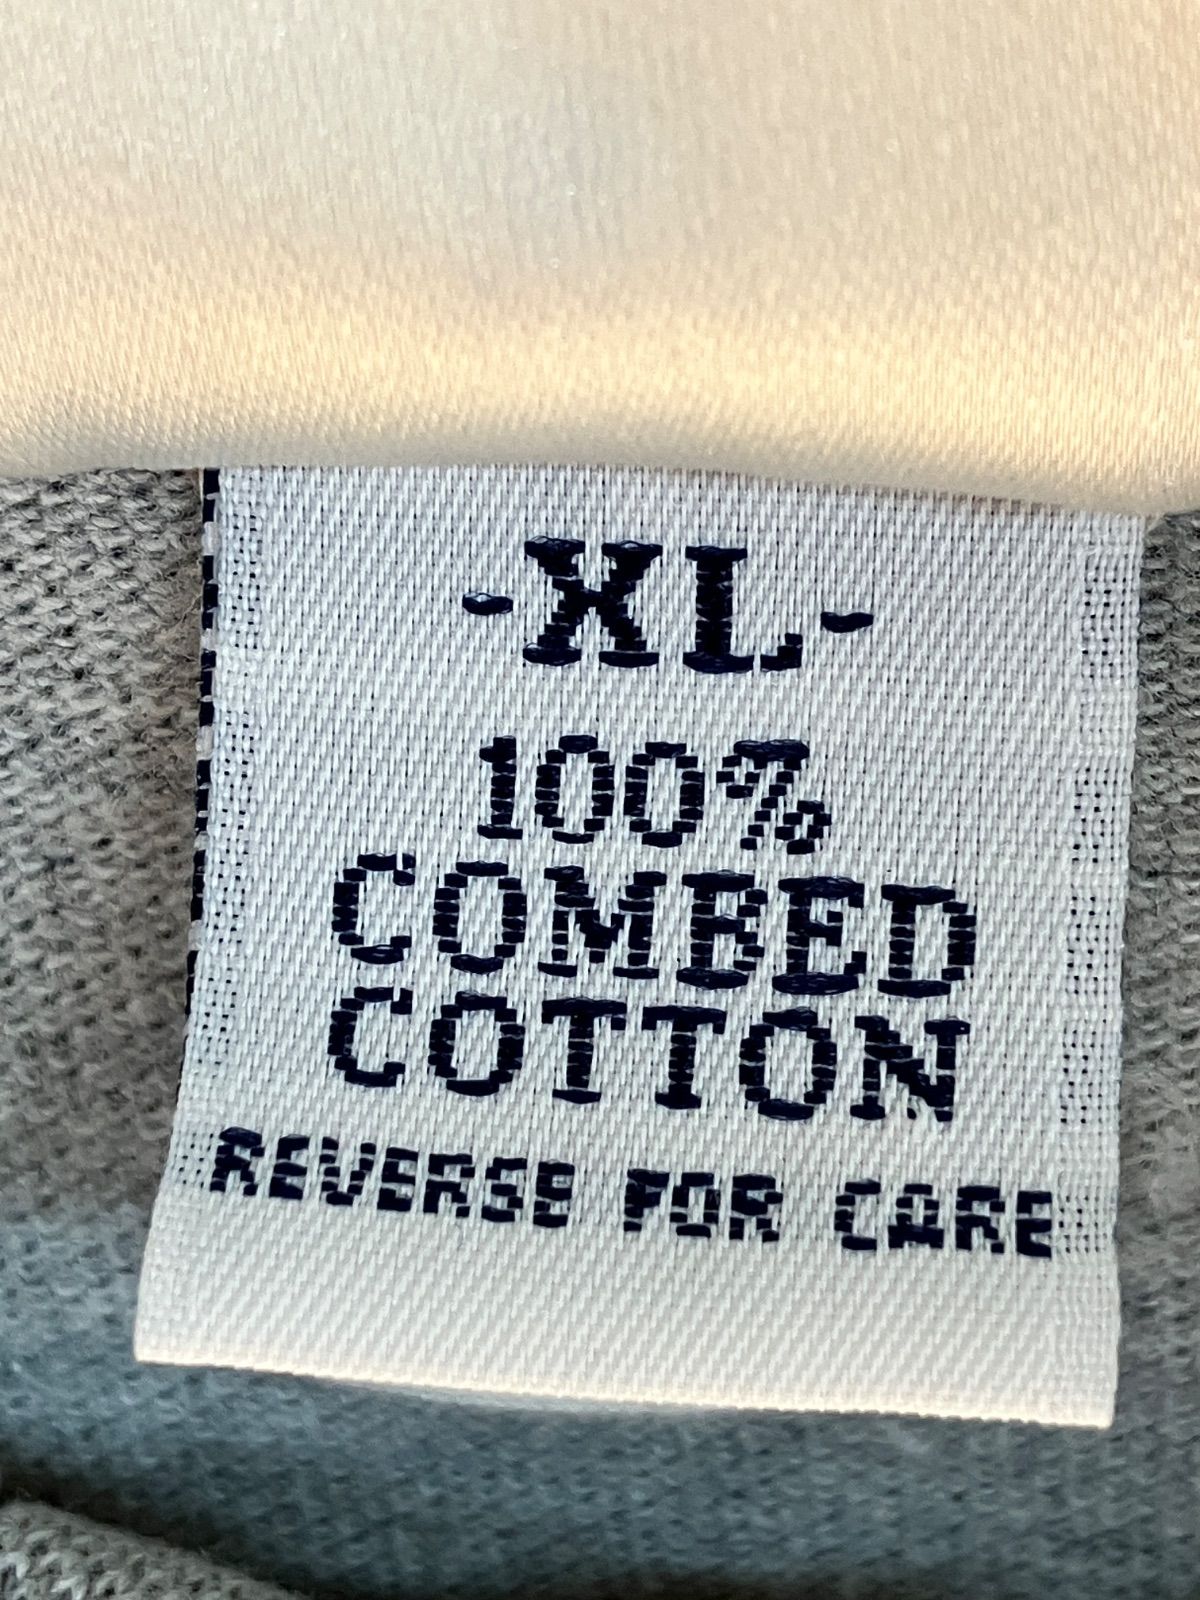 -XL-
100%
COMBED
COTTON
REVERSE FOR CARE